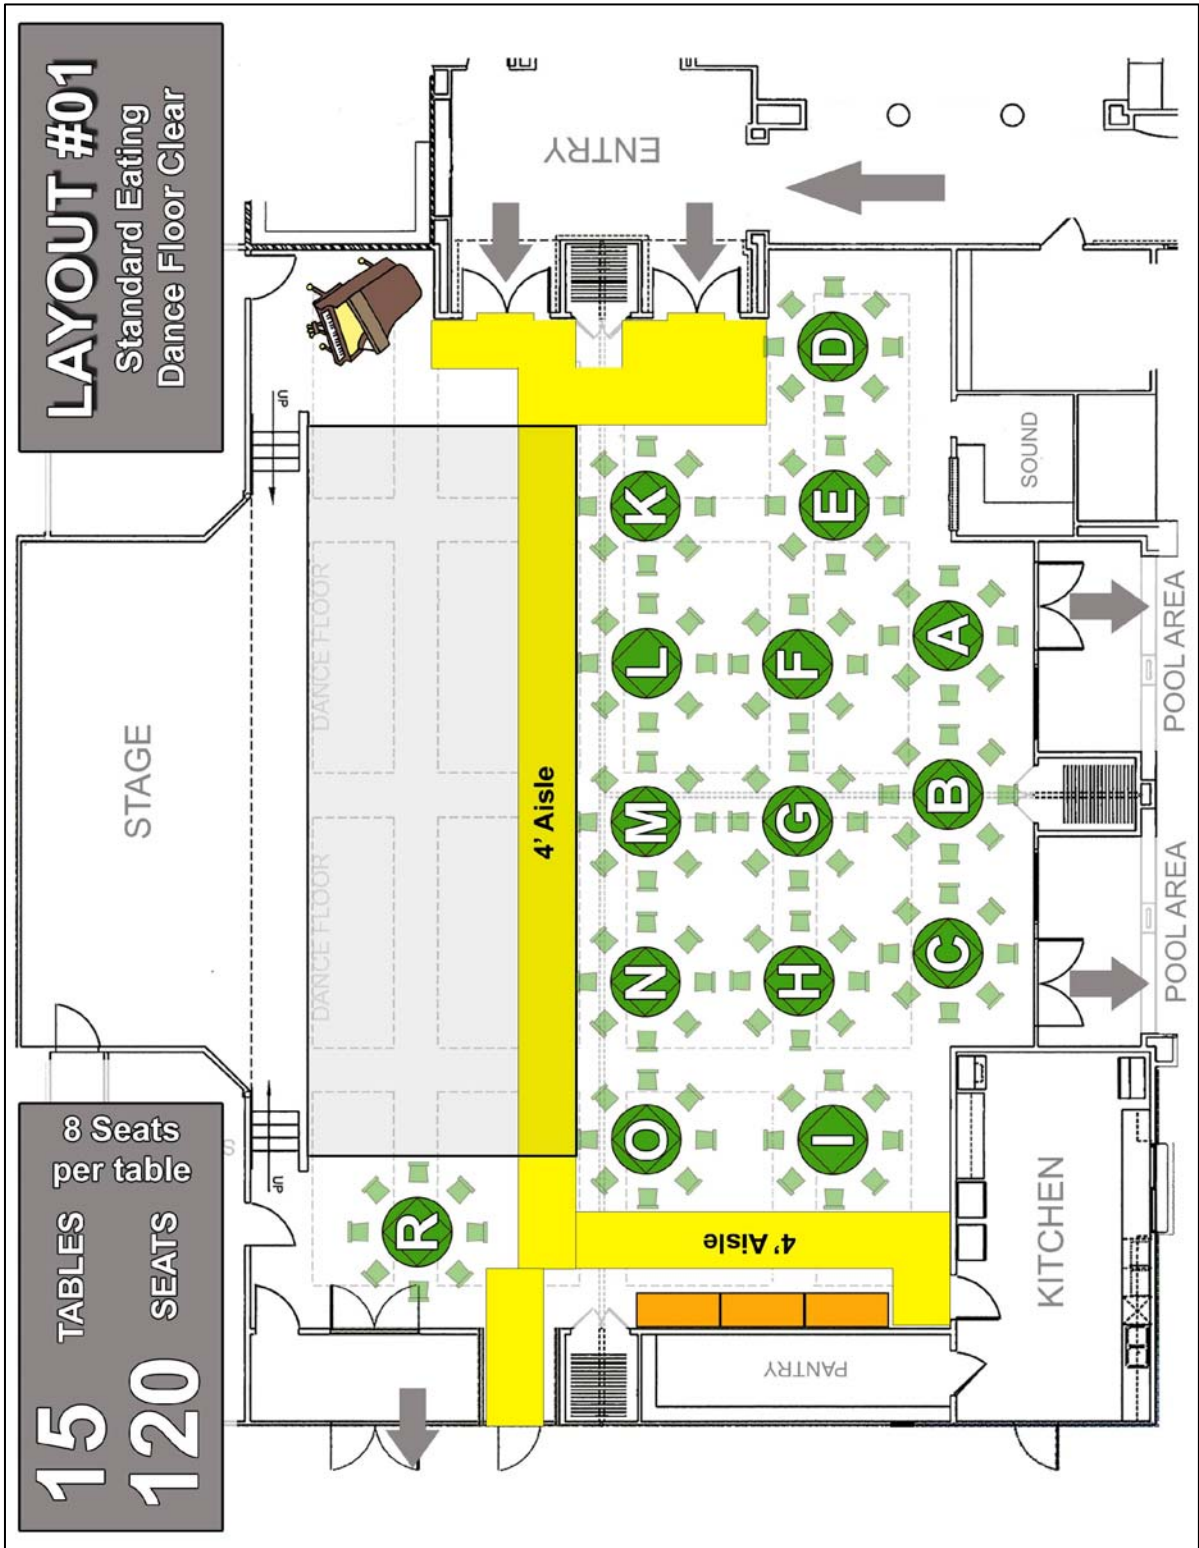 LAYOUT #01
Standard Eating
Dance Floor Clear
15 TABLES
120 SEATS
8 Seats
per table
STAGE
UP
UP
DANCE FLOOR
DANCE FLOOR
4' Aisle
4' Aisle
ENTRY
SOUND
POOL AREA
POOL AREA
KITCHEN
PANTRY
D
K
E
L
F
A
M
G
B
N
H
C
O
I
R
S